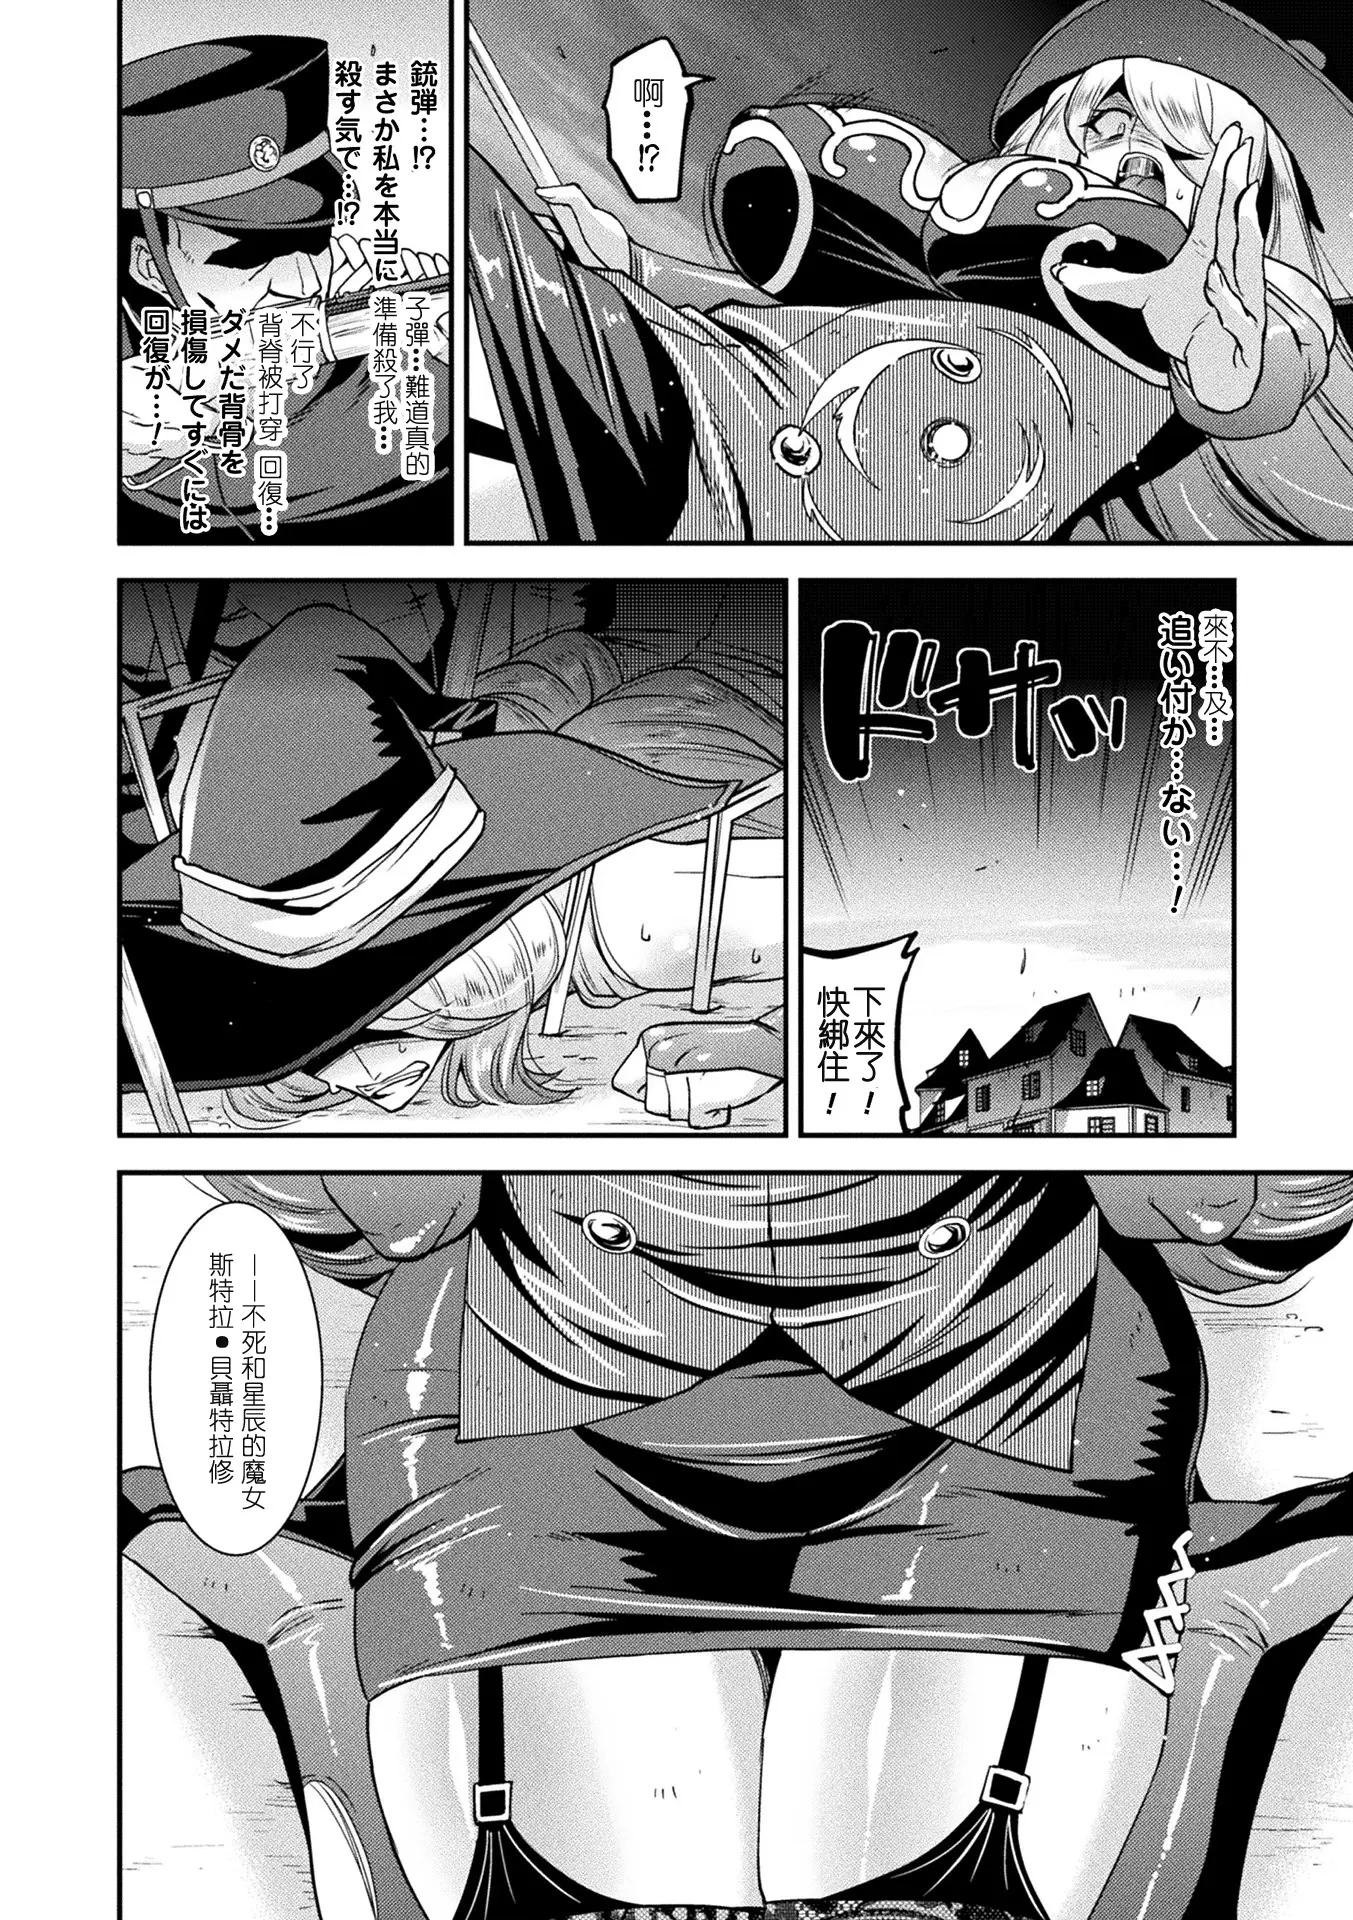 啊…!?
銃弾…!?
まさか私を本当に
殺す気で…!?
子彈…難道真的
準備殺了我…
不行了
背脊被打穿 回復…
ダメだ背骨を
損傷してすぐには
回復が…!
來不…及…
追い付か…ない…!
ドサッ
下來了!
快綁住!
——不死和星辰的魔女
斯特拉●貝聶特拉修